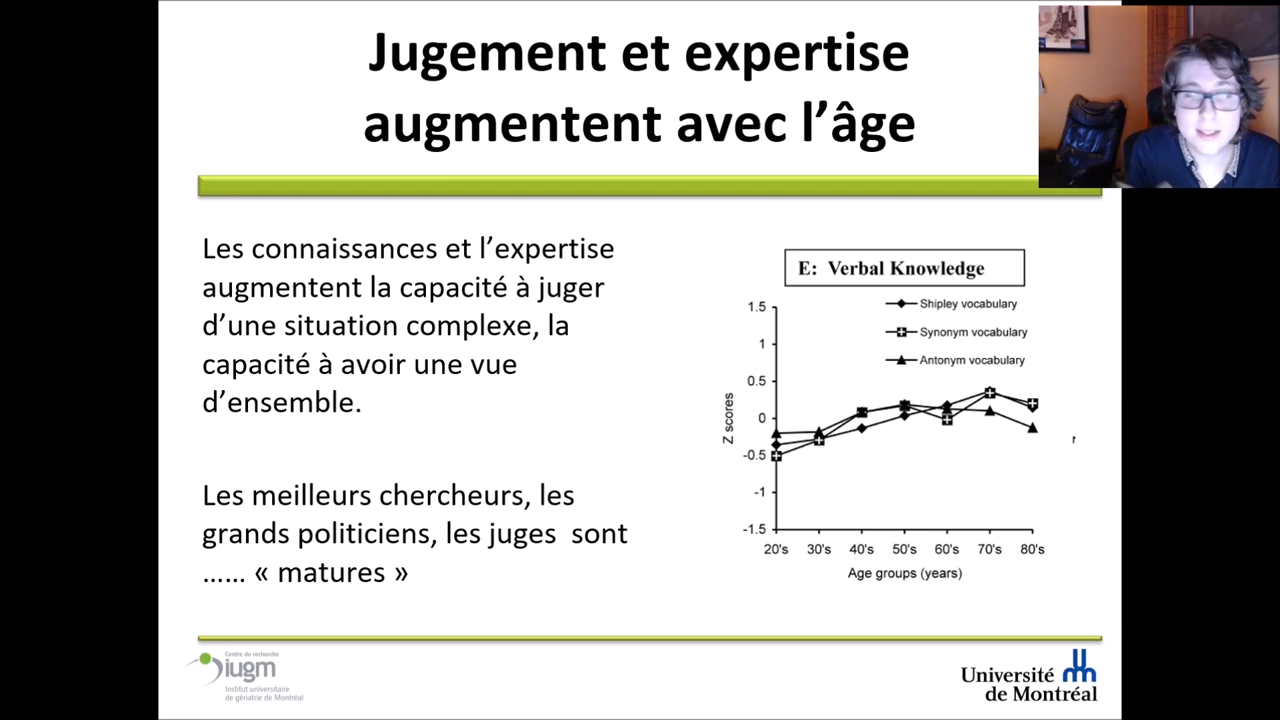 Jugement et expertise
augmentent avec l’âge
Les connaissances et l’expertise
augmentent la capacité à juger
d’une situation complexe, la
capacité à avoir une vue
d’ensemble.
Les meilleurs chercheurs, les
grands politiciens, les juges  sont
…… « matures »
E: Verbal Knowledge
Shipley vocabulary
Synonym vocabulary
Antonym vocabulary
1.5
1
0.5
0
-0.5
-1
-1.5
Z scores
20's 30's 40's 50's 60's 70's 80's
Age groups (years)
r
Centre de recherche
iugm
Institut universitaire
de gériatrie de Montréal
Université
de Montréal